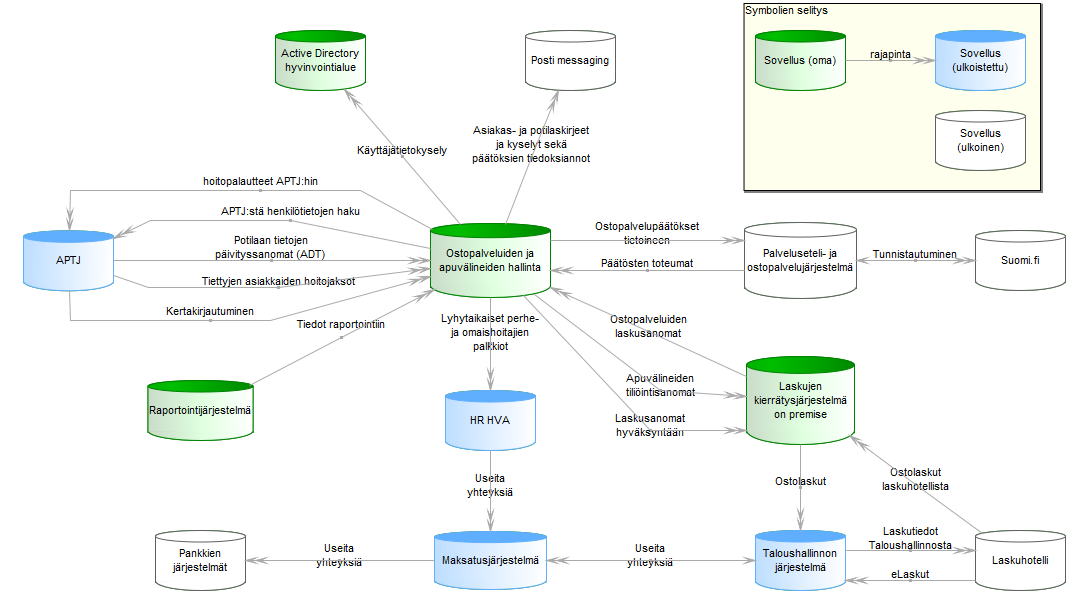 Symbolien selitys
Sovellus (oma)
rajapinta
Sovellus
(ulkoistettu)
Sovellus
(ulkoinen)
Active Directory
hyvinvointialue
Posti messaging
Käyttäjätietokysely
Asiakas- ja potilaskirjeet
ja kyselyt sekä
päätöksien tiedoksiannot
hoitopalautteet APTJ:hin
APTJ:stä henkilötietojen haku
APTJ
Potilaan tietojen
päivityssanomat (ADT)
Tiettyjen asiakkaiden hoitojaksot
Kertakirjautuminen
Tiedot raportointiin
Ostopalveluiden ja
apuvälineiden hallinta
Ostopalvelupäätökset
tietoineen
Päätösten toteumat
Palveluseteli- ja
ostopalvelujärjestelmä
Tunnistautuminen
Suomi.fi
Lyhytaikaiset perhe-
ja omaishoitajien
palkkiot
Ostopalveluiden
laskusanomat
Apuvälineiden
tiliöintisanomat
Laskusanomat
hyväksyntään
Laskujen
kierrätysjärjestelmä
on premise
Raportointijärjestelmä
HR HVA
Useita
yhteyksiä
Ostolaskut
Ostolaskut
laskuhotellista
Pankkien
järjestelmät
Useita
yhteyksiä
Maksatusjärjestelmä
Useita
yhteyksiä
Taloushallinnon
järjestelmä
Laskutiedot
Taloushallinnosta
eLaskut
Laskuhotelli